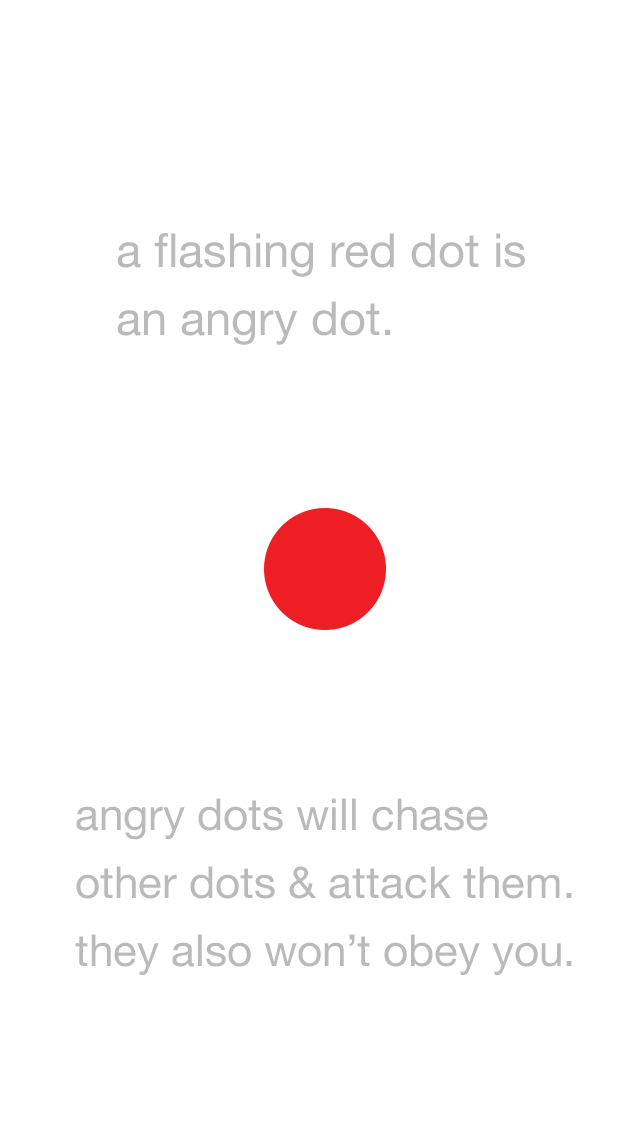 a flashing red dot is
an angry dot.
angry dots will chase
other dots & attack them.
they also won’t obey you.